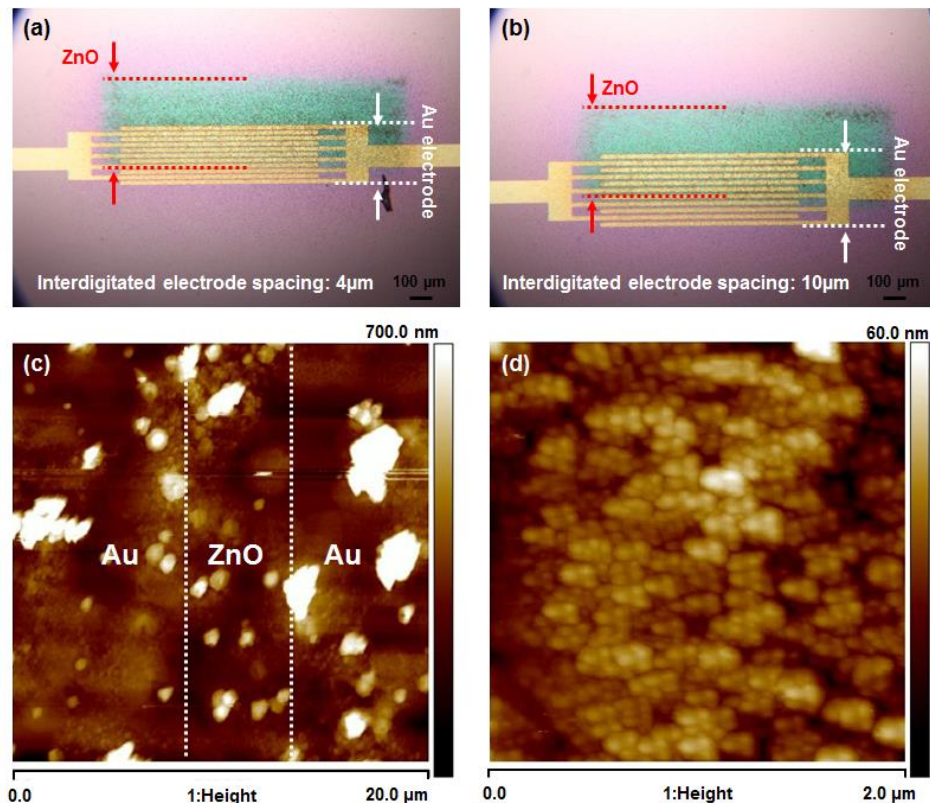 (a)
ZnO
Au electrode
Interdigitated electrode spacing: 4µm
100 µm
(b)
ZnO
Au electrode
Interdigitated electrode spacing: 10µm
100 µm
700.0 nm
(c)
Au
ZnO
Au
0.0
1:Height
20.0 µm
60.0 nm
(d)
0.0
1:Height
2.0 µm